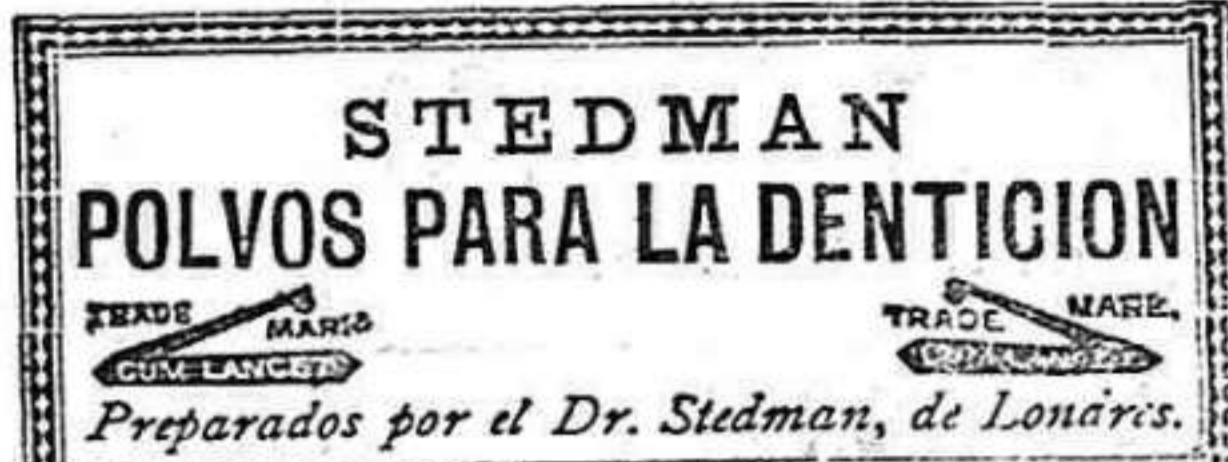 STEDMAN
POLVOS PARA LA DENTICION
TRADE MARK TRADE MARK.
GUM LANCET
Preparados por el Dr. Stedman, de Londres.